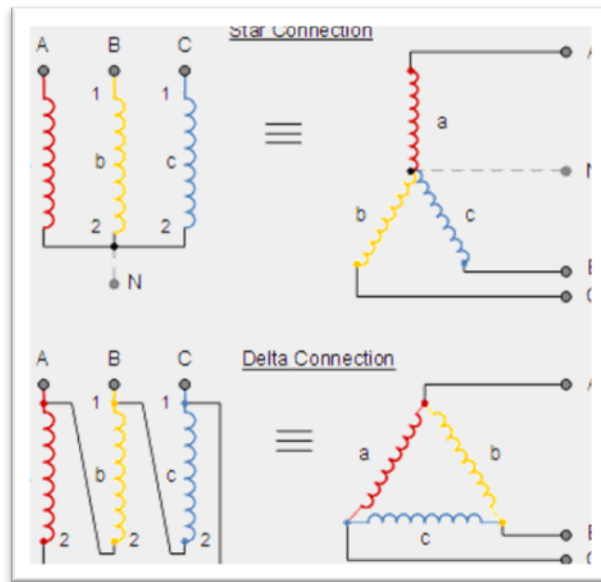 Star Connection
A B C A
1 1
a
b c N
b c
2 2
N
B
C
Delta Connection
A B C A
1 1
a b
b c
2 2 2 B
c C